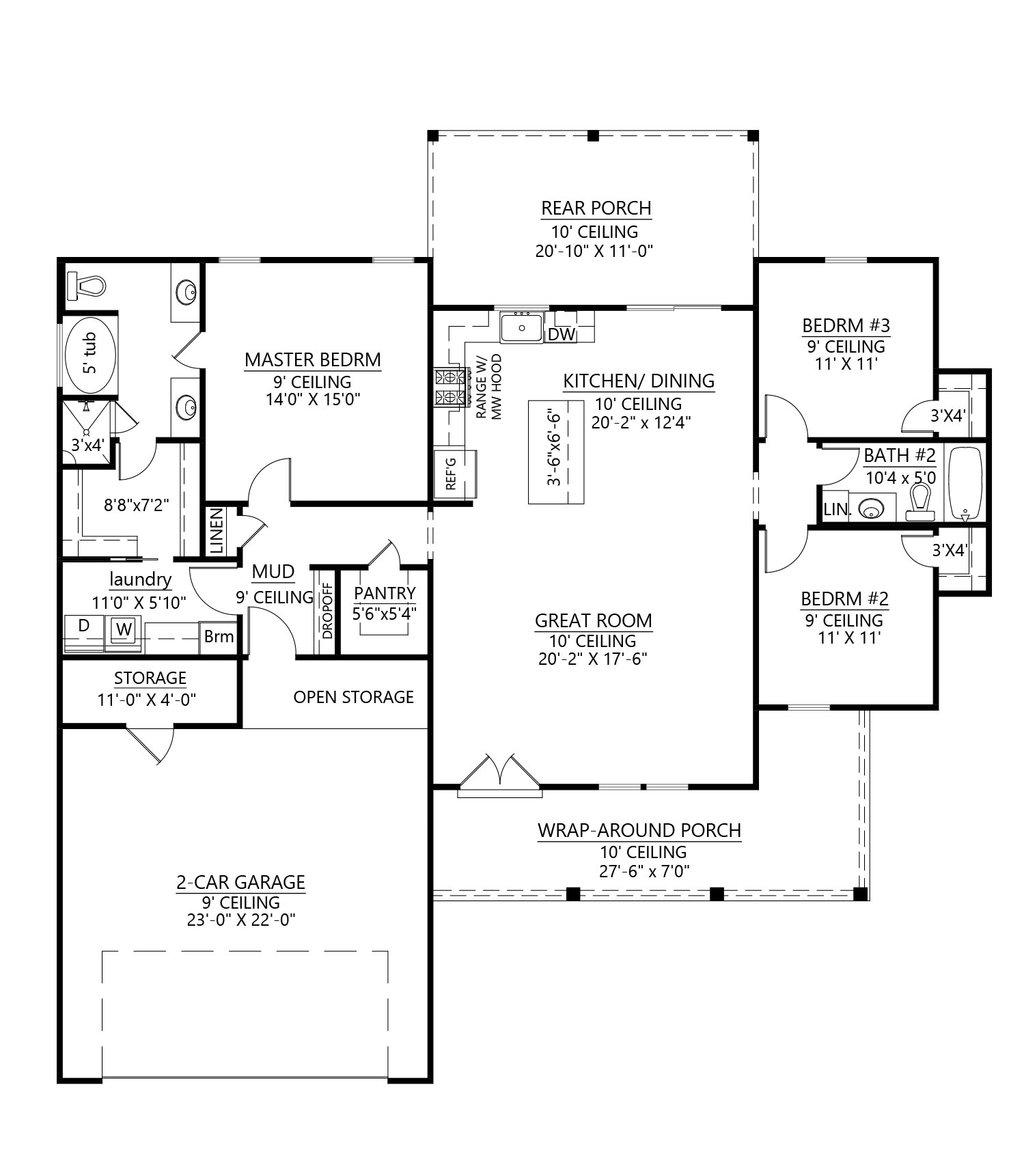 REAR PORCH
10' CEILING
20'-10" X 11'-0"
5' tub
MASTER BEDRM
9' CEILING
14'0" X 15'0"
3'x4'
8'8"x7'2"
DW
RANGE W/
MW HOOD
REF'G
KITCHEN/ DINING
10' CEILING
20'-2" x 12'4"
3'-6"x6'-6"
BEDRM #3
9' CEILING
11' X 11'
3'X4'
BATH #2
10'4 x 5'0
LIN.
3'X4'
BEDRM #2
9' CEILING
11' X 11'
LINEN
laundry
11'0" X 5'10"
D
W
Brm
MUD
9' CEILING
DROPOFF
PANTRY
5'6"x5'4"
GREAT ROOM
10' CEILING
20'-2" X 17'-6"
STORAGE
11'-0" X 4'-0"
OPEN STORAGE
WRAP-AROUND PORCH
10' CEILING
27'-6" x 7'0"
2-CAR GARAGE
9' CEILING
23'-0" X 22'-0"